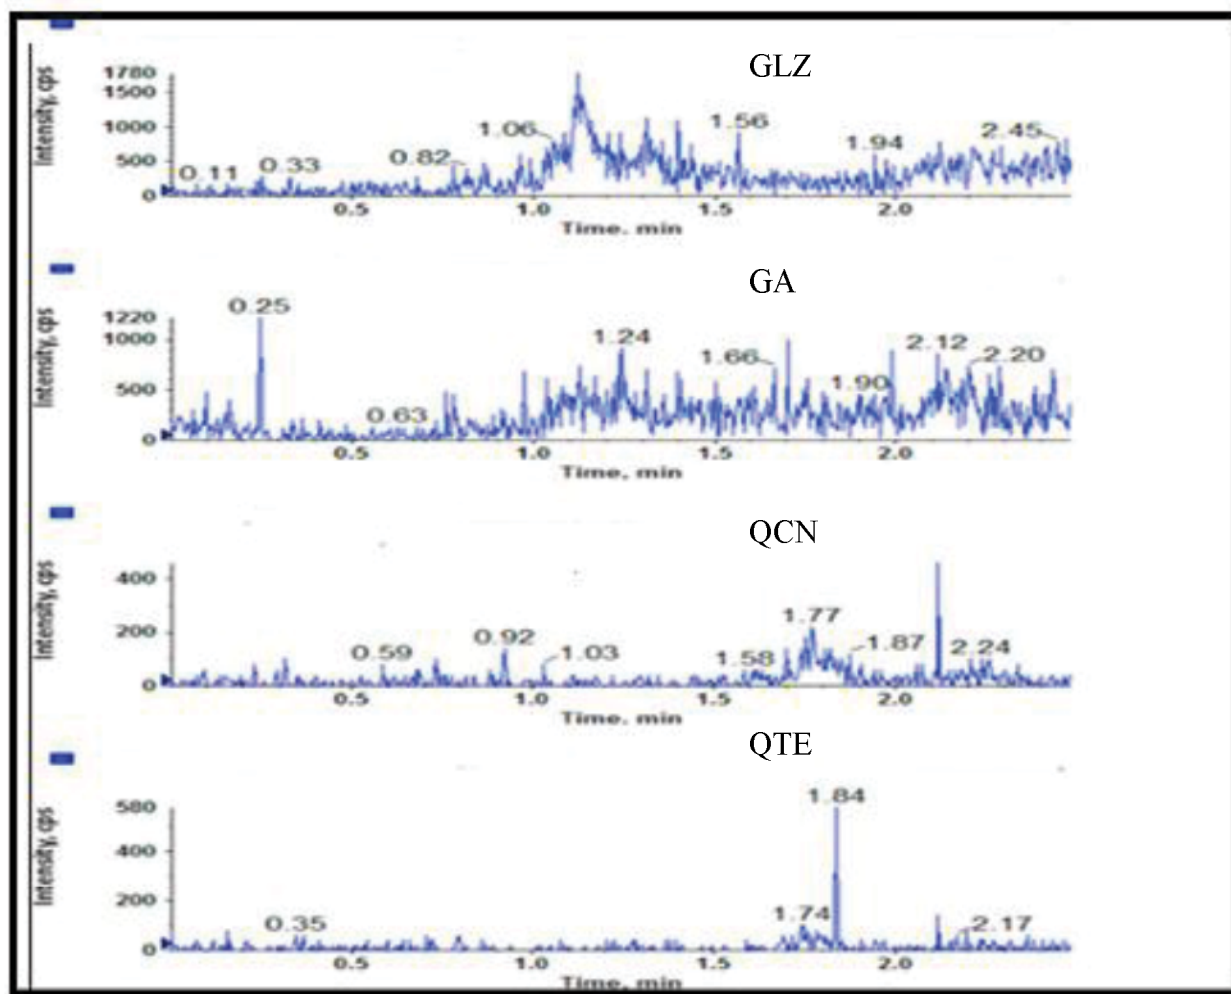 GLZ
Intensity, cps
1780
1500
1000
500
0
0.11
0.33
0.82
1.06
1.56
1.94
2.45
0.5 1.0 1.5 2.0
Time, min
GA
Intensity, cps
1220
1000
500
0
0.25
0.63
1.24
1.66
1.90
2.12
2.20
0.5 1.0 1.5 2.0
Time, min
QCN
Intensity, cps
400
200
0
0.59
0.92
1.03
1.58
1.77
1.87
2.24
0.5 1.0 1.5 2.0
Time, min
QTE
Intensity, cps
580
400
200
0
0.35
1.74
1.84
2.17
0.5 1.0 1.5 2.0
Time, min